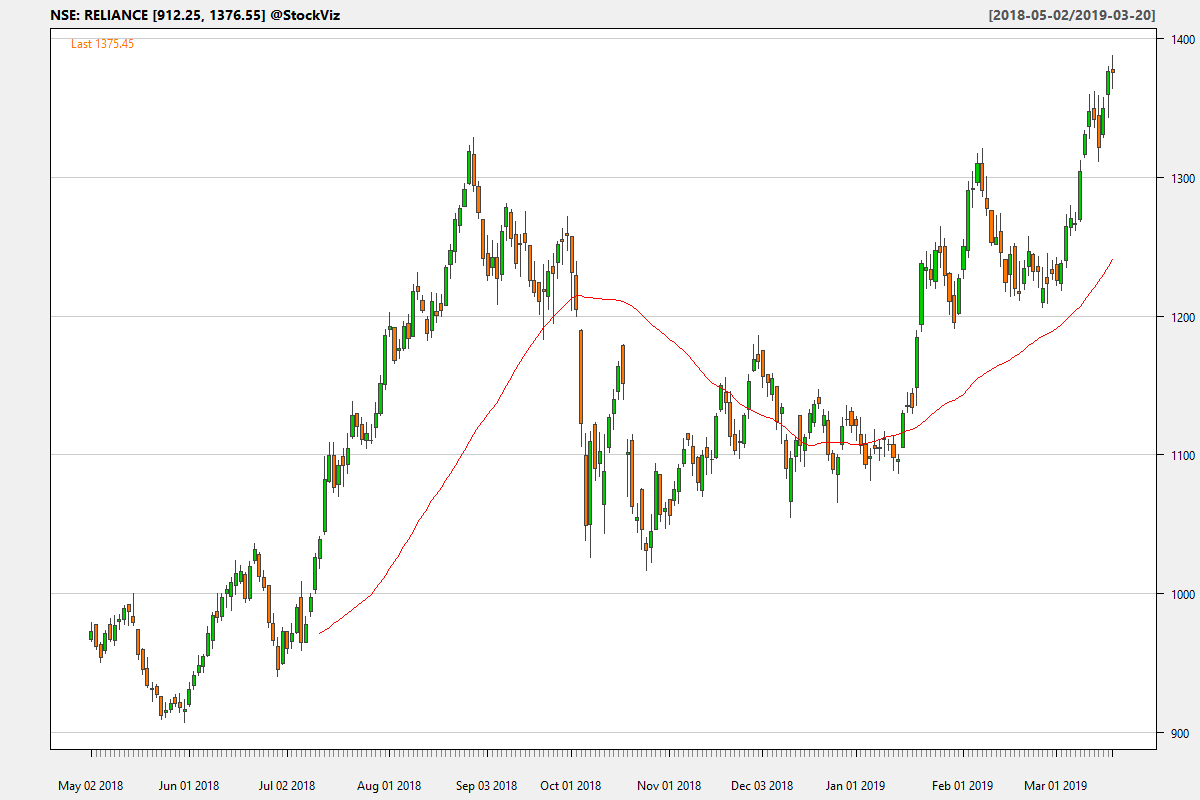 NSE: RELIANCE [912.25, 1376.55] @StockViz
[2018-05-02/2019-03-20]
Last 1375.45
1400
1300
1200
1100
1000
900
May 02 2018
Jun 01 2018
Jul 02 2018
Aug 01 2018
Sep 03 2018
Oct 01 2018
Nov 01 2018
Dec 03 2018
Jan 01 2019
Feb 01 2019
Mar 01 2019